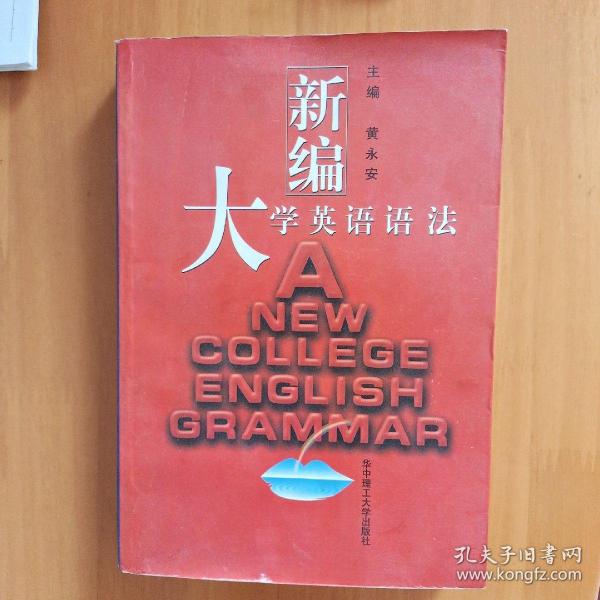 新编
大学英语语法
主编 黄永安
A
NEW
COLLEGE
ENGLISH
GRAMMAR
华中理工大学出版社
孔夫子旧书网
www.kongfz.com